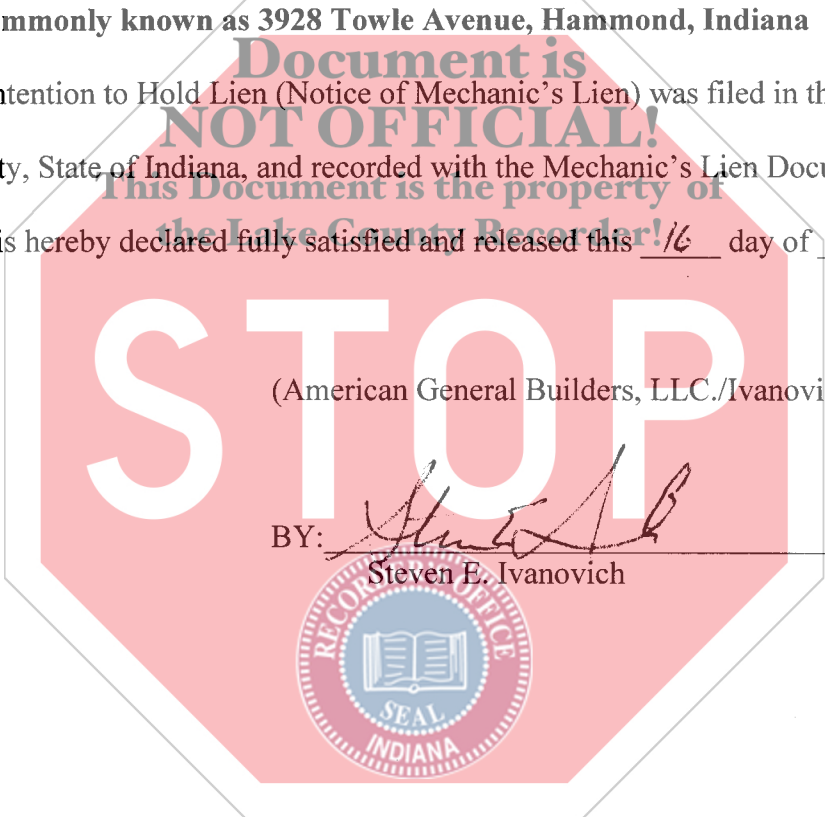 mmonly known as 3928 Towle Avenue, Hammond, Indiana
Document is
ntention to Hold Lien (Notice of Mechanic's Lien) was filed in th
NOT OFFICIAL!
ty, State of Indiana, and recorded with the Mechanic's Lien Docu
This Document is the property of
the Lake County Recorder!
is hereby declared fully satisfied and released this 16 day of
STOP
(American General Builders, LLC./Ivanovi
BY:
Steven E. Ivanovich
RECORDER'S OFFICE
SEAL
INDIANA